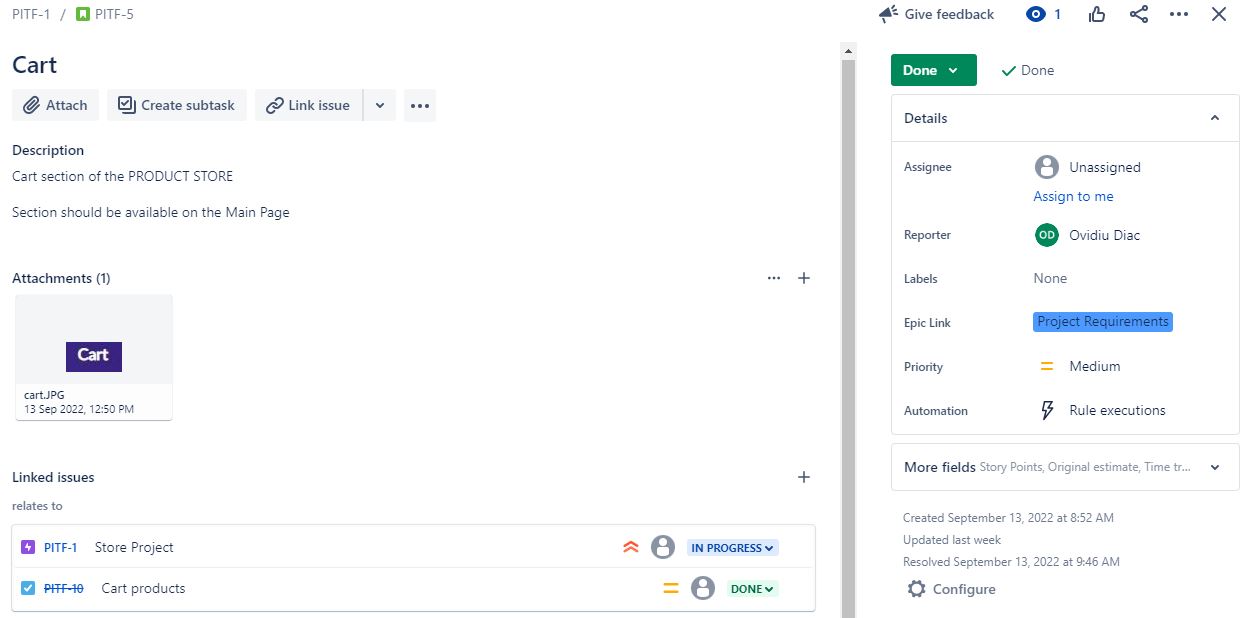 PITF-1 / PITF-5
Give feedback
1
Cart
Attach
Create subtask
Link issue
Description
Cart section of the PRODUCT STORE
Section should be available on the Main Page
Attachments (1)
Cart
cart.JPG
13 Sep 2022, 12:50 PM
Linked issues
relates to
PITF-1 Store Project IN PROGRESS
PITF-10 Cart products DONE
Done
Done
Details
Assignee
Unassigned
Assign to me
Reporter
OD Ovidiu Diac
Labels
None
Epic Link
Project Requirements
Priority
Medium
Automation
Rule executions
More fields Story Points, Original estimate, Time tr...
Created September 13, 2022 at 8:52 AM
Updated last week
Resolved September 13, 2022 at 9:46 AM
Configure